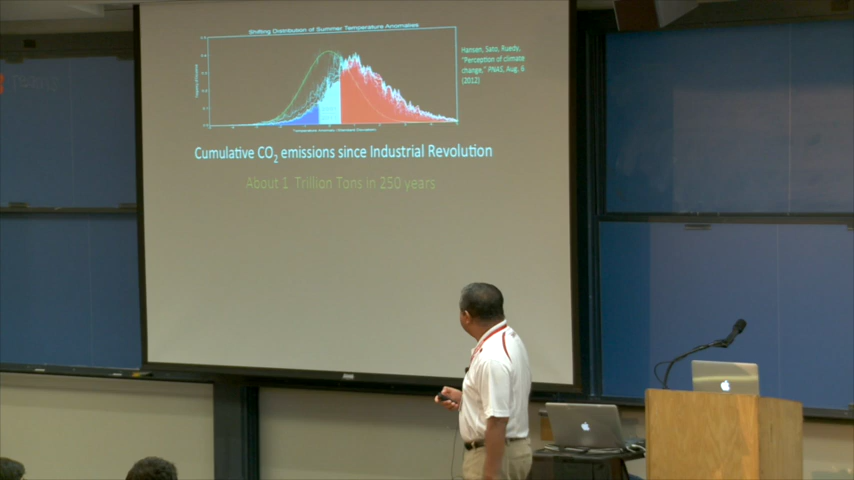 Shifting Distribution of Summer Temperature Anomalies
Hansen, Sato, Ruedy,
"Perception of climate
change," PNAS, Aug. 6
(2012)
Cumulative CO₂ emissions since Industrial Revolution
About 1 Trillion Tons in 250 years